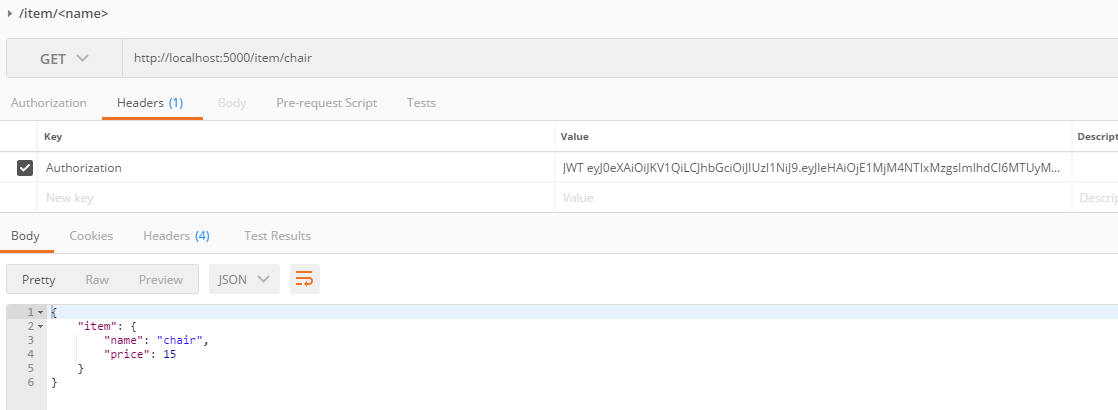 /item/<name>
GET http://localhost:5000/item/chair
Authorization Headers (1) Body Pre-request Script Tests
Key Value Descript
Authorization JWT eyJ0eXAiOiJKV1QiLCJhbGciOiJIUzI1NiJ9.eyJleHAiOjE1MjM4NTIxMzgsImlhdCI6MTUyM...
New key Value Descrip
Body Cookies Headers (4) Test Results
Pretty Raw Preview JSON
1 {
2 "item": {
3 "name": "chair",
4 "price": 15
5 }
6 }